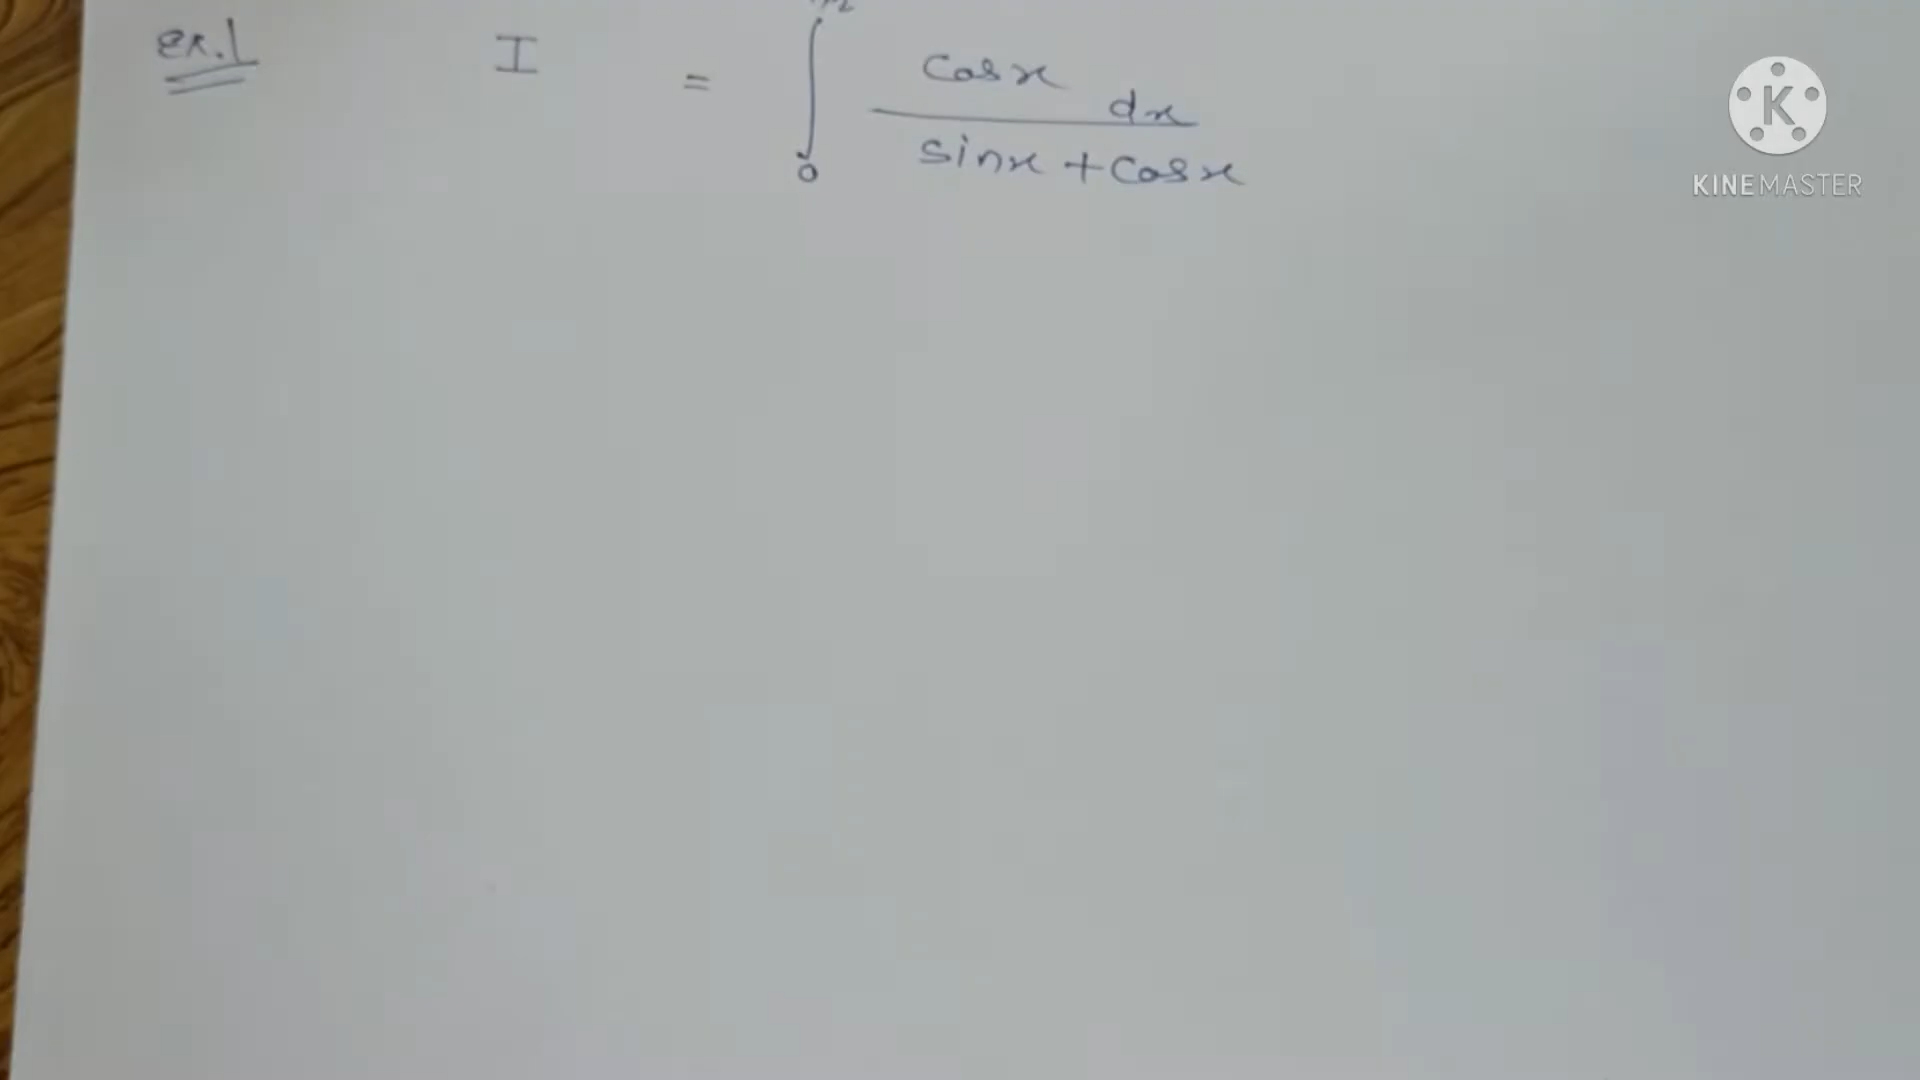 ex.1 I = ∫₀ cosx dx
sinx + cosx
KINEMASTER